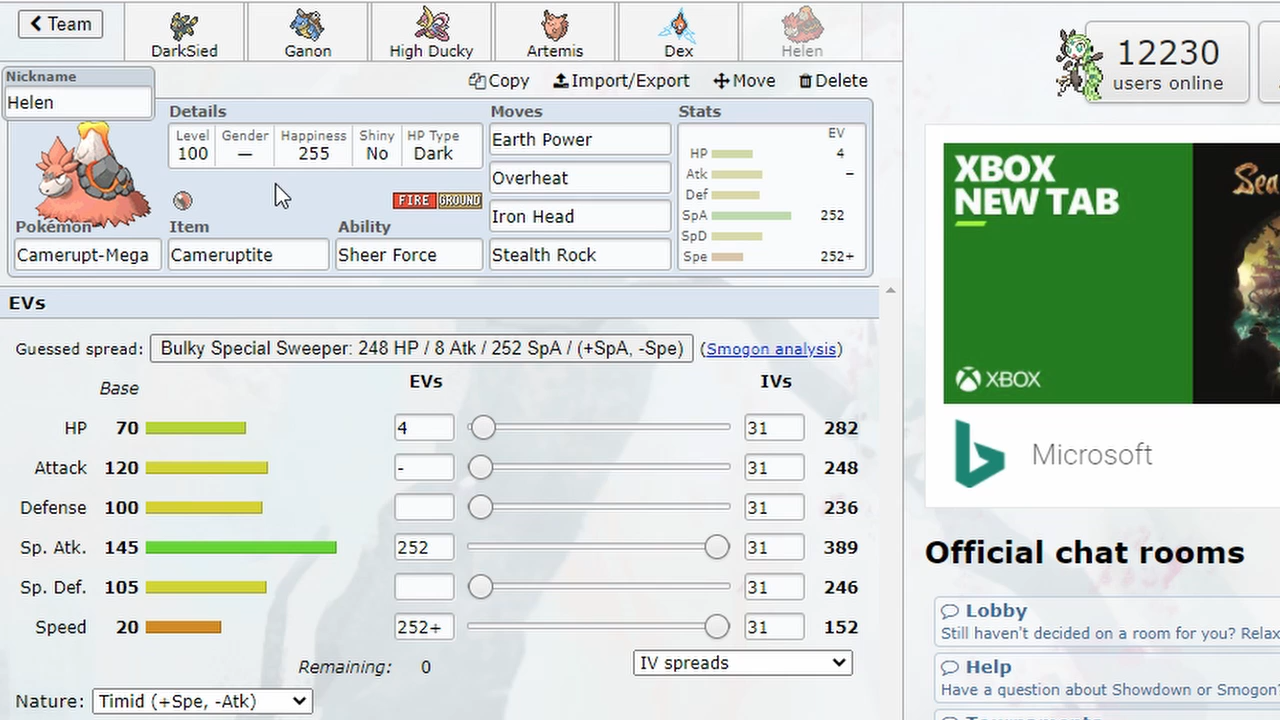 Team
DarkSied
Ganon
High Ducky
Artemis
Dex
Helen
Copy
Import/Export
Move
Delete
Nickname
Helen
Details
Level
100
Gender
—
Happiness
255
Shiny
No
HP Type
Dark
FIRE GROUND
Pokémon
Camerupt-Mega
Item
Cameruptite
Ability
Sheer Force
Moves
Earth Power
Overheat
Iron Head
Stealth Rock
Stats
EV
HP 4
Atk –
Def
SpA 252
SpD
Spe 252+
EVs
Guessed spread: Bulky Special Sweeper: 248 HP / 8 Atk / 252 SpA / (+SpA, -Spe) (Smogon analysis)
Base EVs IVs
HP 70 4 31 282
Attack 120 - 31 248
Defense 100 31 236
Sp. Atk. 145 252 31 389
Sp. Def. 105 31 246
Speed 20 252+ 31 152
Remaining: 0
IV spreads
Nature: Timid (+Spe, -Atk)
12230
users online
XBOX
NEW TAB
Sea
XBOX
Microsoft
Official chat rooms
Lobby
Still haven't decided on a room for you? Relax
Help
Have a question about Showdown or Smogon?